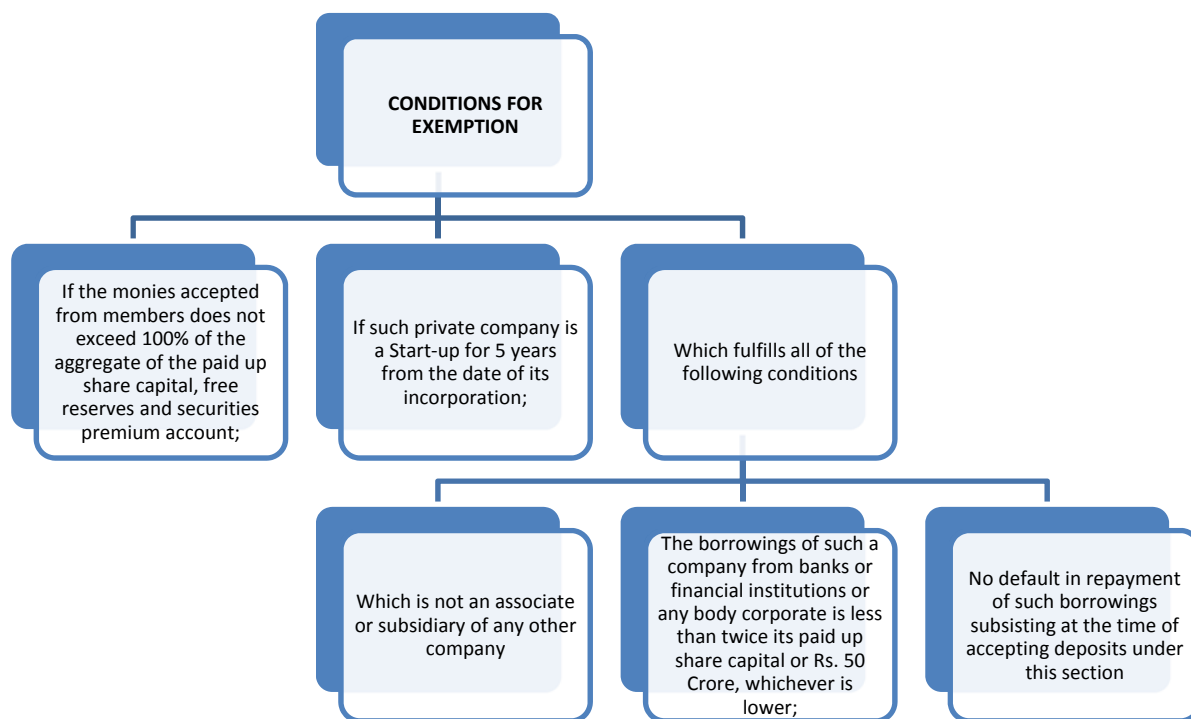 CONDITIONS FOR
EXEMPTION
If the monies accepted
from members does not
exceed 100% of the
aggregate of the paid up
share capital, free
reserves and securities
premium account;
If such private company is
a Start-up for 5 years
from the date of its
incorporation;
Which fulfills all of the
following conditions
Which is not an associate
or subsidiary of any other
company
The borrowings of such a
company from banks or
financial institutions or
any body corporate is less
than twice its paid up
share capital or Rs. 50
Crore, whichever is
lower;
No default in repayment
of such borrowings
subsisting at the time of
accepting deposits under
this section